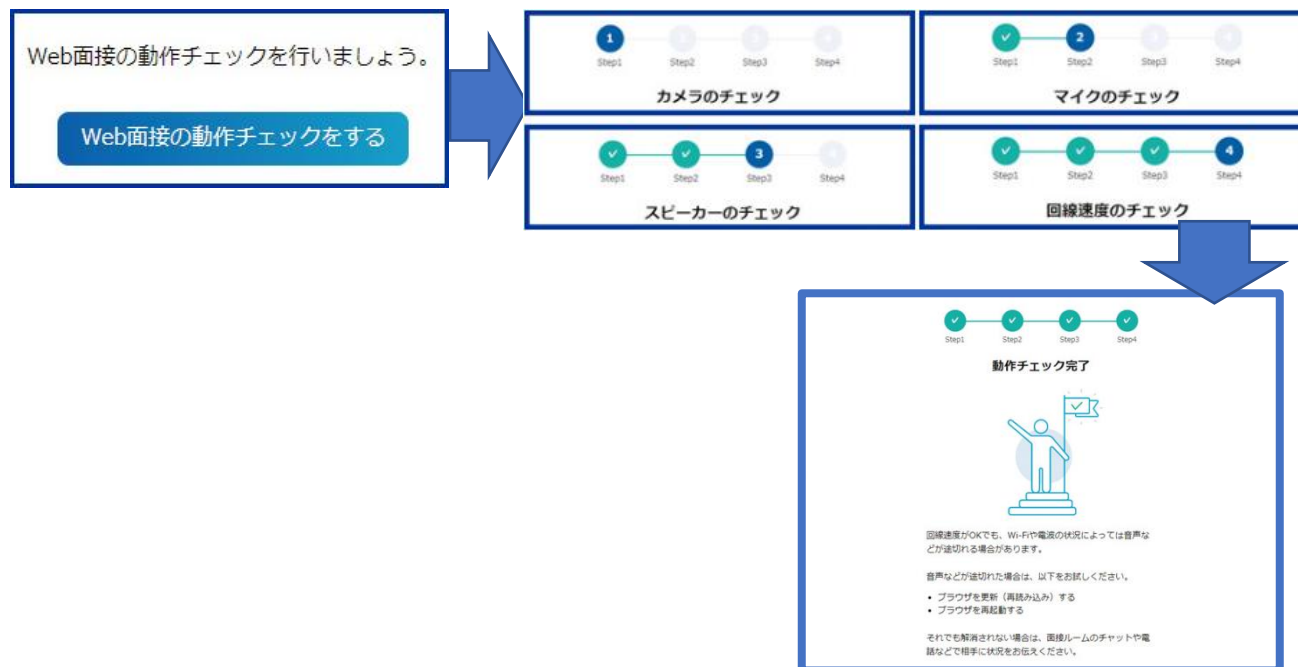 Web面接の動作チェックを行いましょう。
Web面接の動作チェックをする
1
Step1 Step2 Step3 Step4
カメラのチェック
2
Step1 Step2 Step3 Step4
マイクのチェック
3
Step1 Step2 Step3 Step4
スピーカーのチェック
4
Step1 Step2 Step3 Step4
回線速度のチェック
Step1 Step2 Step3 Step4
動作チェック完了
回線速度がOKでも、Wi-Fiや電波の状況によっては音声な
どが途切れる場合があります。
音声などが途切れた場合は、以下をお試しください。
• ブラウザを更新（再読み込み）する
• ブラウザを再起動する
それでも解消されない場合は、面接ルームのチャットや電
話などで相手に状況をお伝えください。